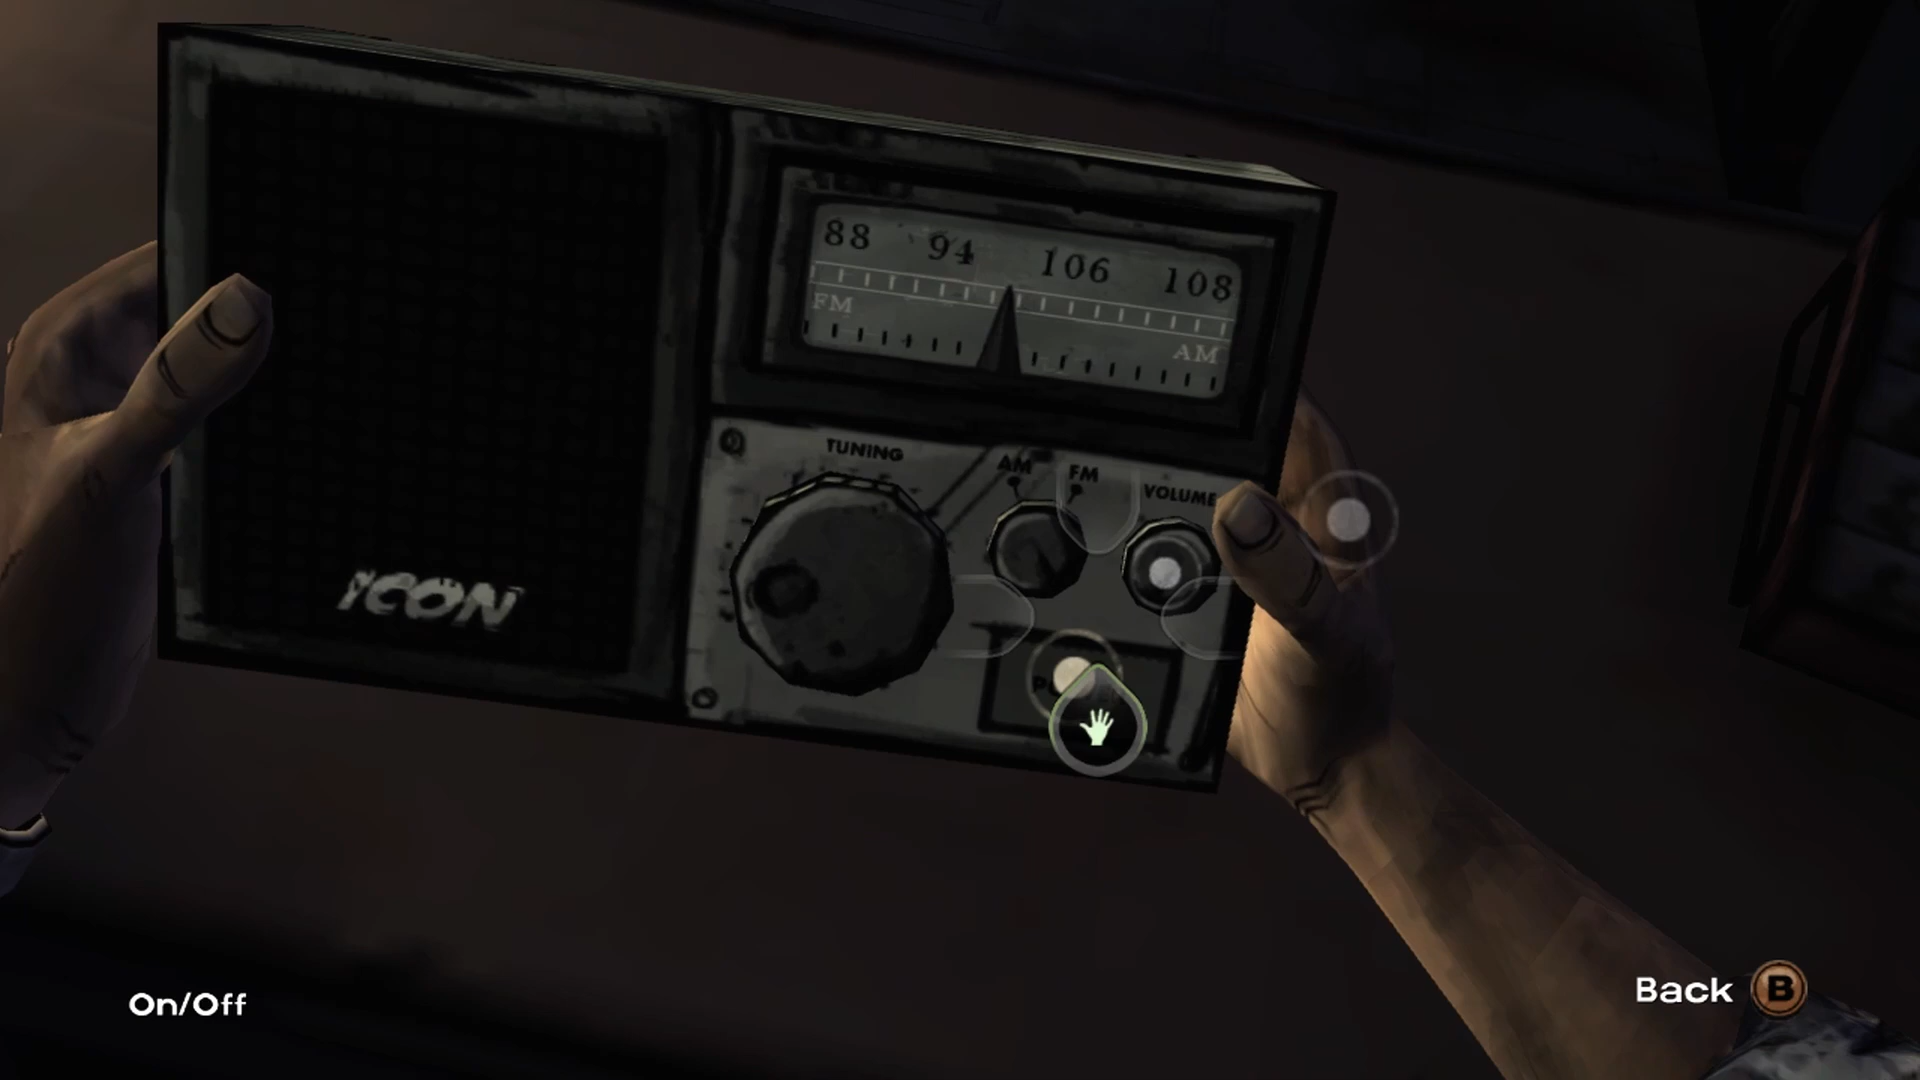 88 94 106 108
FM
AM
TUNING
AM FM
VOLUME
ICON
On/Off
Back B